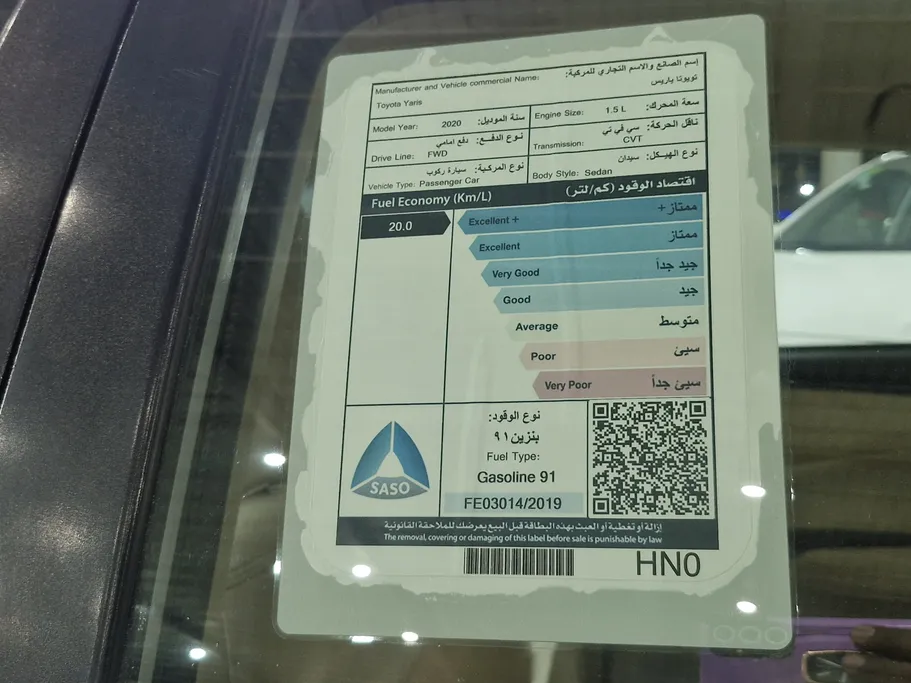 إسم الصانع والاسم التجاري للمركبة:
Manufacturer and Vehicle commercial Name:
تويوتا ياريس
Toyota Yaris
Model Year: 2020 سنة الموديل:
Engine Size: 1.5 L سعة المحرك:
نوع الدفع: دفع امامي
Drive Line: FWD
ناقل الحركة: سي في تي
Transmission: CVT
نوع المركبة: سيارة ركوب
Vehicle Type: Passenger Car
نوع الهيكل: سيدان
Body Style: Sedan
Fuel Economy (Km/L) اقتصاد الوقود (كم/لتر)
20.0
Excellent + ممتاز+
Excellent ممتاز
Very Good جيد جداً
Good جيد
Average متوسط
Poor سيئ
Very Poor سيئ جداً
SASO
نوع الوقود:
بنزين ٩١
Fuel Type:
Gasoline 91
FE03014/2019
إزالة أو تغطية أو العبث بهذه البطاقة قبل البيع يعرضك للملاحقة القانونية
The removal, covering or damaging of this label before sale is punishable by law
HN0